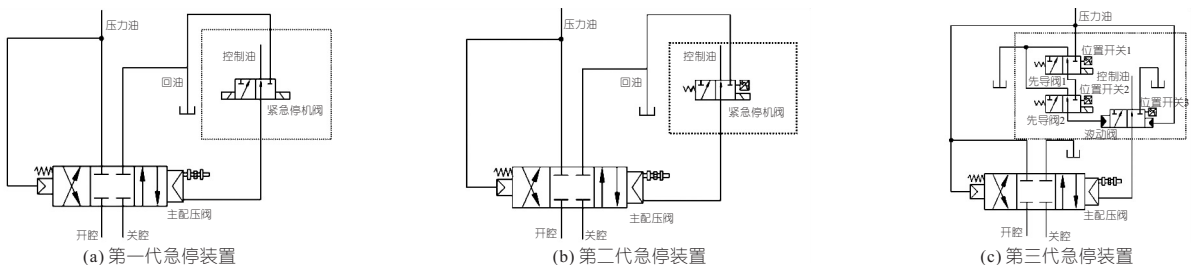 压力油
控制油
回油
紧急停机阀
主配压阀
开腔
关腔
(a) 第一代急停装置
压力油
控制油
回油
紧急停机阀
主配压阀
开腔
关腔
(b) 第二代急停装置
压力油
位置开关1
先导阀1
控制油
位置开关2
位置开关3
先导阀2
液动阀
主配压阀
开腔
关腔
(c) 第三代急停装置